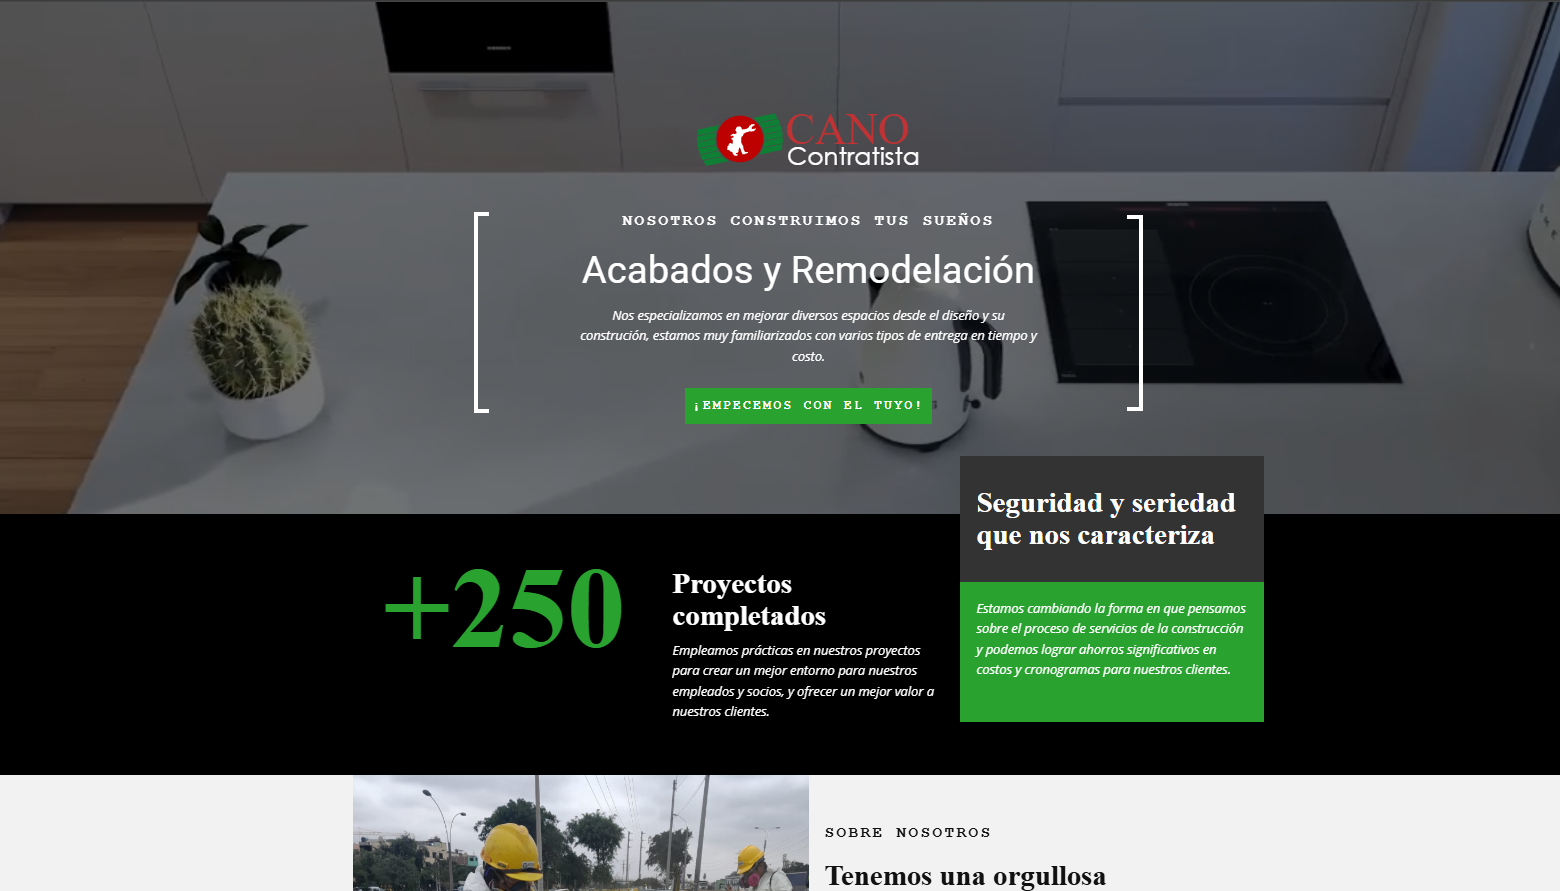 CANO
Contratista
NOSOTROS CONSTRUIMOS TUS SUEÑOS
Acabados y Remodelación
Nos especializamos en mejorar diversos espacios desde el diseño y su
construción, estamos muy familiarizados con varios tipos de entrega en tiempo y
costo.
¡EMPECEMOS CON EL TUYO!
Seguridad y seriedad
que nos caracteriza
+250
Proyectos
completados
Empleamos prácticas en nuestros proyectos
para crear un mejor entorno para nuestros
empleados y socios, y ofrecer un mejor valor a
nuestros clientes.
Estamos cambiando la forma en que pensamos
sobre el proceso de servicios de la construcción
y podemos lograr ahorros significativos en
costos y cronogramas para nuestros clientes.
SOBRE NOSOTROS
Tenemos una orgullosa